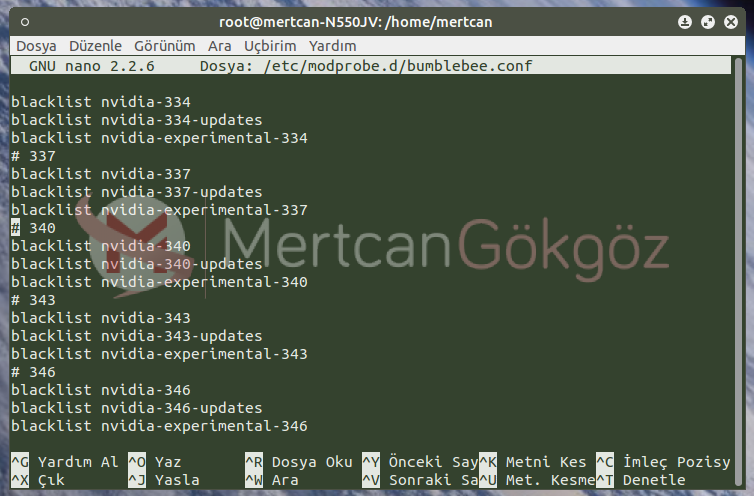 root@mertcan-N550JV: /home/mertcan
Dosya Düzenle Görünüm Ara Uçbirim Yardım
GNU nano 2.2.6 Dosya: /etc/modprobe.d/bumblebee.conf
blacklist nvidia-334
blacklist nvidia-334-updates
blacklist nvidia-experimental-334
# 337
blacklist nvidia-337
blacklist nvidia-337-updates
blacklist nvidia-experimental-337
# 340
blacklist nvidia-340
blacklist nvidia-340-updates
blacklist nvidia-experimental-340
# 343
blacklist nvidia-343
blacklist nvidia-343-updates
blacklist nvidia-experimental-343
# 346
blacklist nvidia-346
blacklist nvidia-346-updates
blacklist nvidia-experimental-346
MertcanGökgöz
^G Yardım Al ^O Yaz ^R Dosya Oku ^Y Önceki Say^K Metni Kes ^C İmleç Pozisy
^X Çık ^J Yasla ^W Ara ^V Sonraki Sa^U Met. Kesme^T Denetle